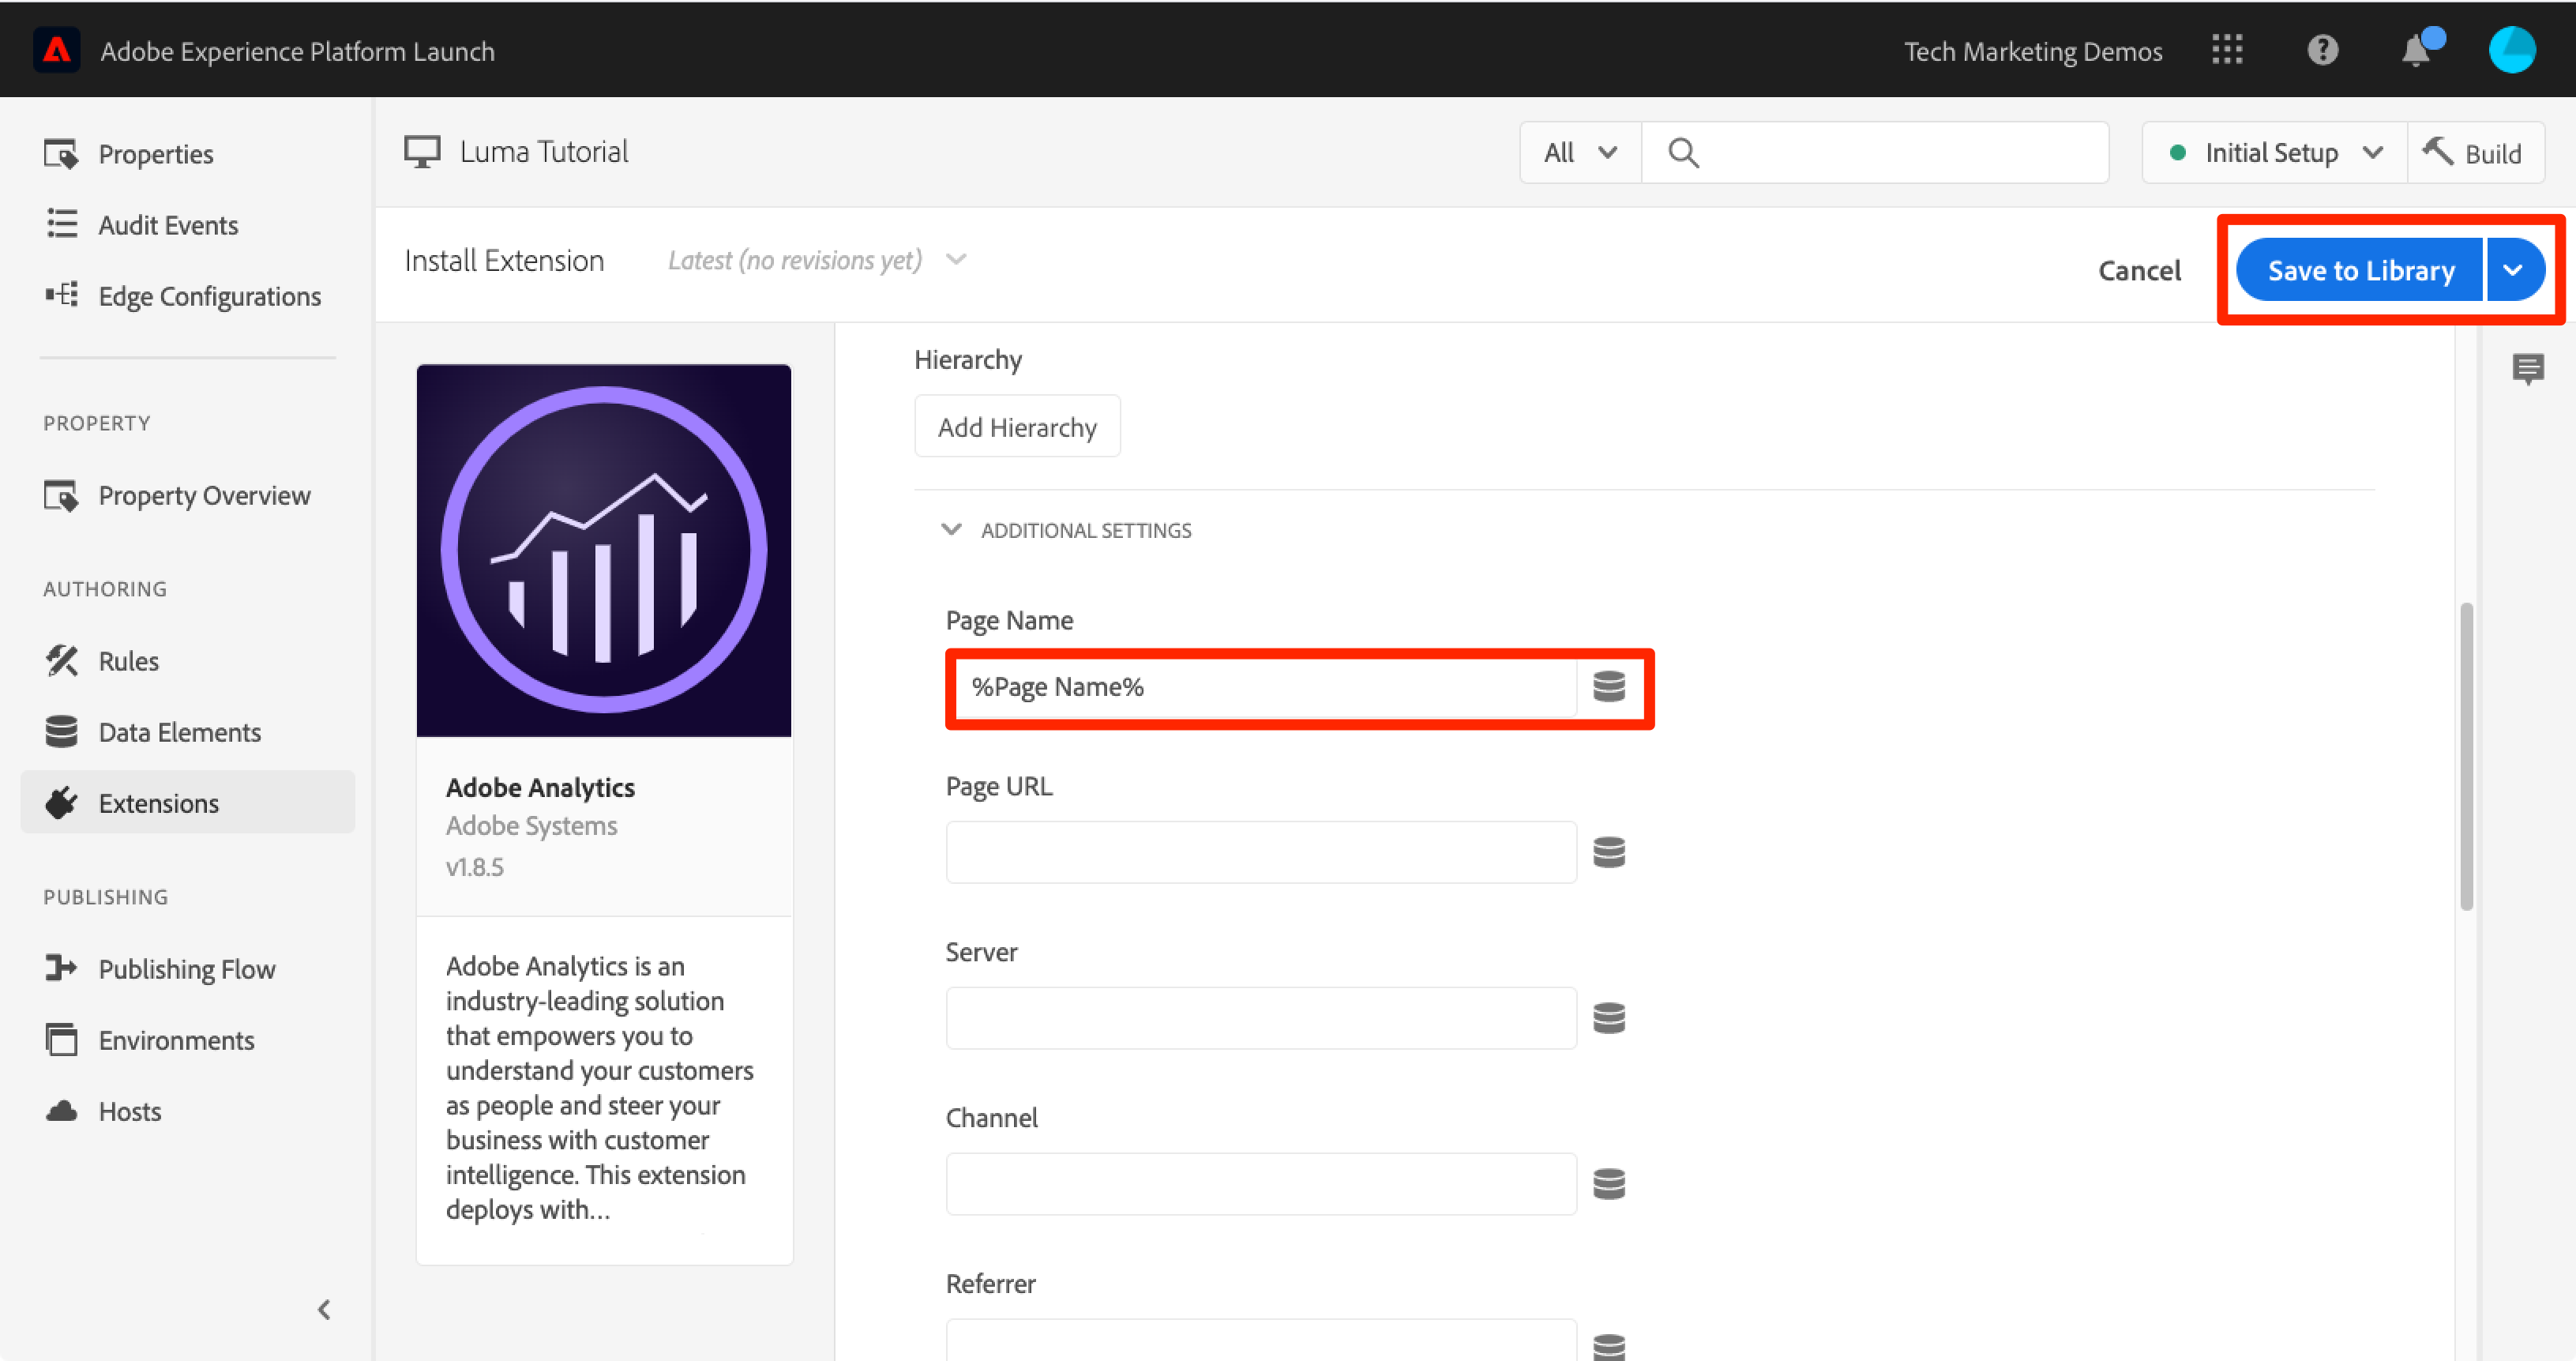 Adobe Experience Platform Launch
Tech Marketing Demos
Properties
Audit Events
Edge Configurations
PROPERTY
Property Overview
AUTHORING
Rules
Data Elements
Extensions
PUBLISHING
Publishing Flow
Environments
Hosts
Luma Tutorial
All
Initial Setup
Build
Install Extension
Latest (no revisions yet)
Cancel
Save to Library
Adobe Analytics
Adobe Systems
v1.8.5
Adobe Analytics is an
industry-leading solution
that empowers you to
understand your customers
as people and steer your
business with customer
intelligence. This extension
deploys with...
Hierarchy
Add Hierarchy
ADDITIONAL SETTINGS
Page Name
%Page Name%
Page URL
Server
Channel
Referrer